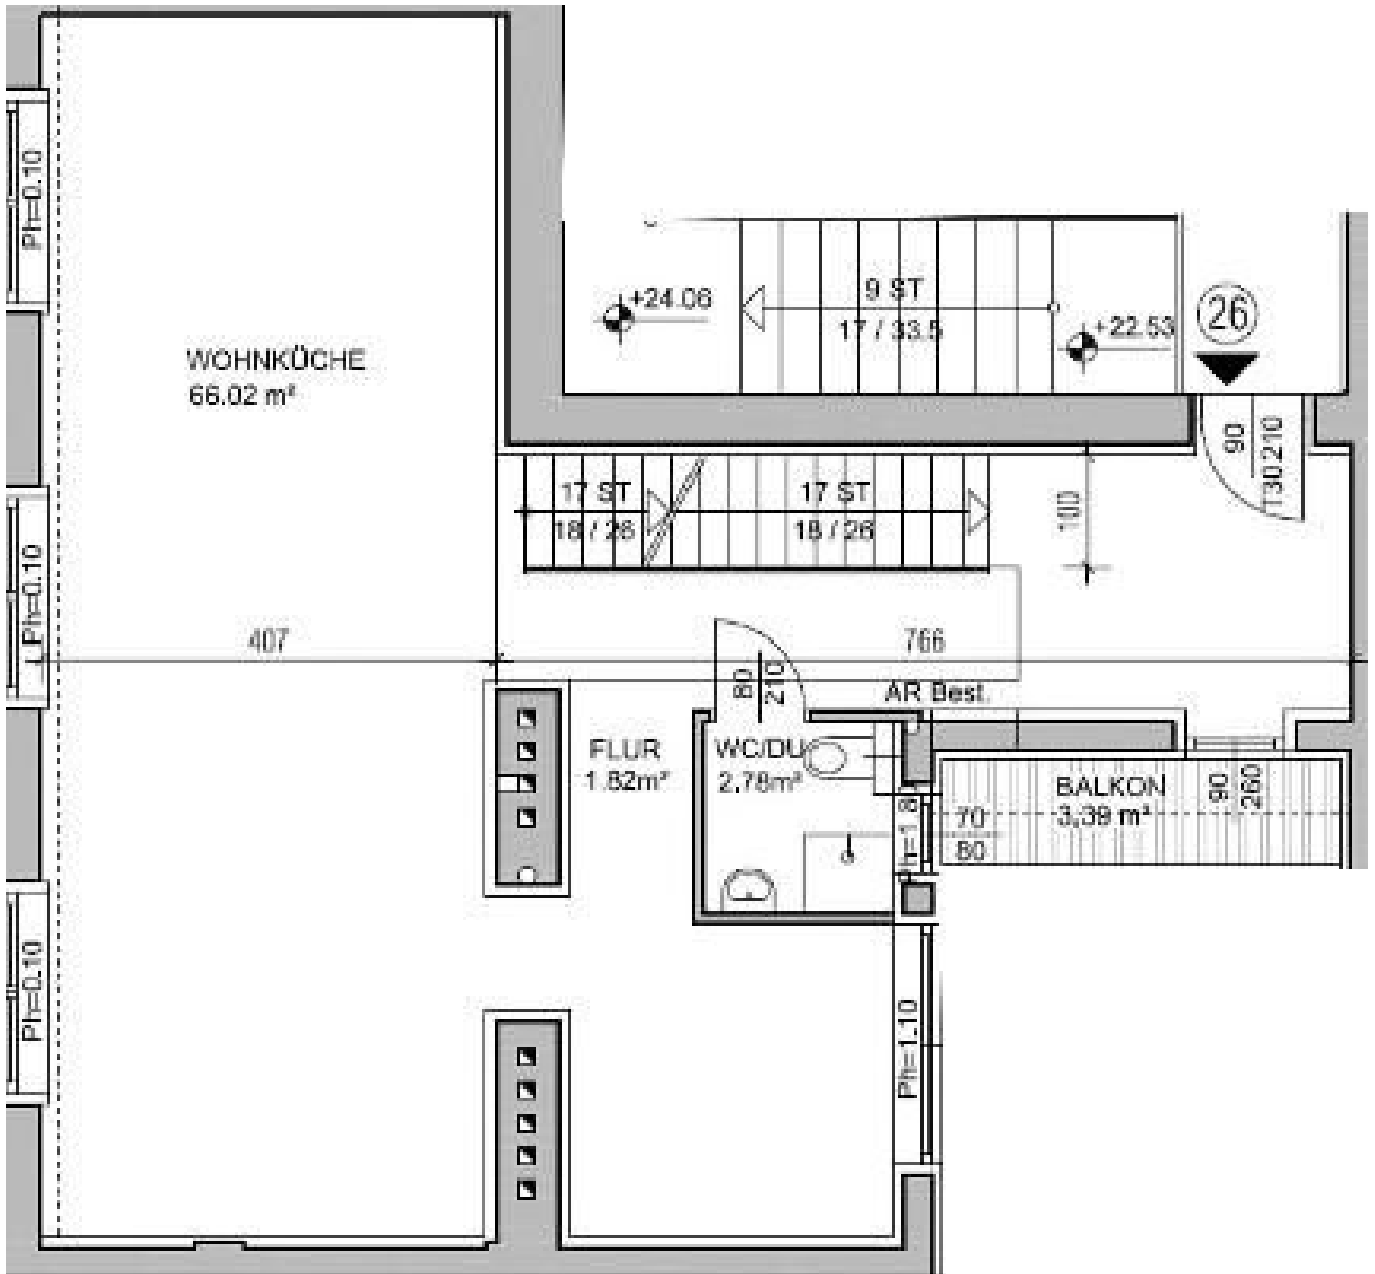 Ph=0.10
+24.06
9 ST
17 / 33.5
+22.53
26
WOHNKÜCHE
66.02 m²
90
210
T30
17 ST
18 / 26
17 ST
18 / 26
100
Ph=0.10
407
766
80
210
AR Best.
FLUR
1.82m²
WC/DU
2.78m²
BALKON
3,39 m²
90
260
70
80
Ph=1.10
Ph=0.10